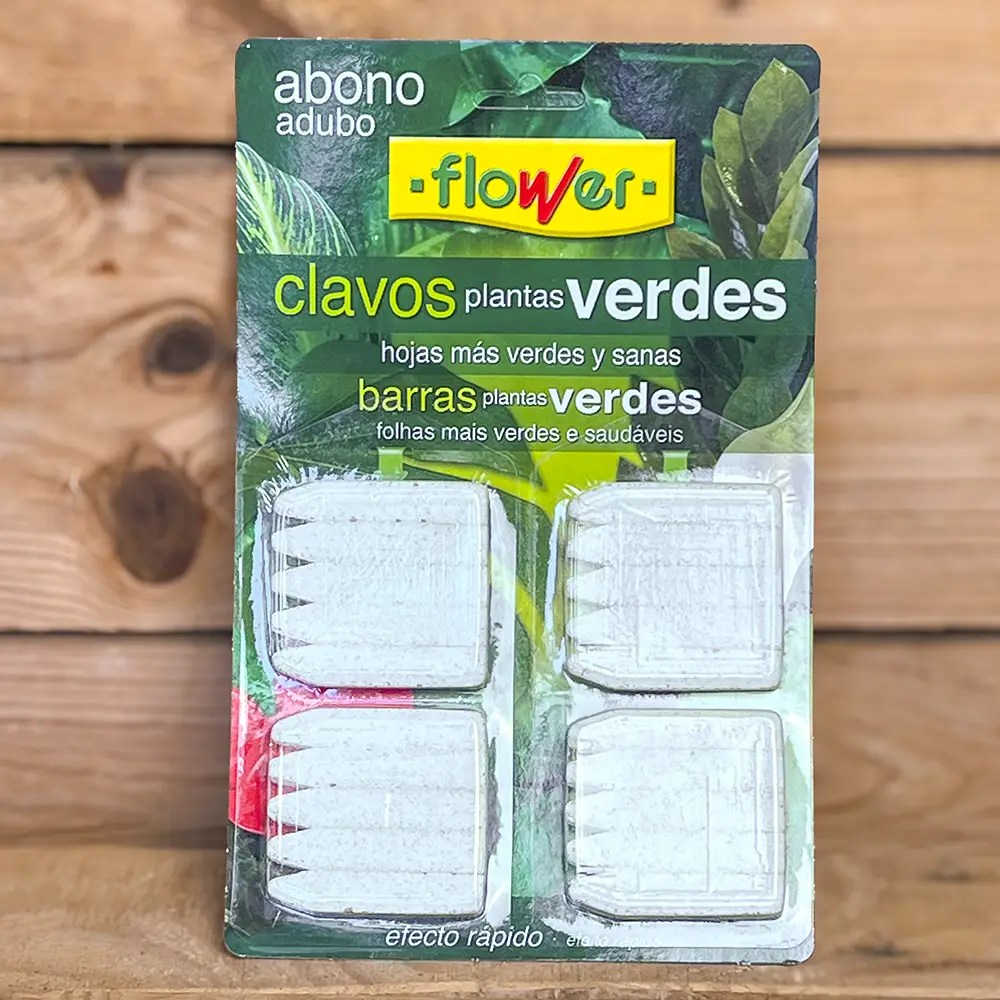 abono
adubo
·flower·
clavos plantas verdes
hojas más verdes y sanas
barras plantas verdes
folhas mais verdes e saudáveis
efecto rápido · efeito